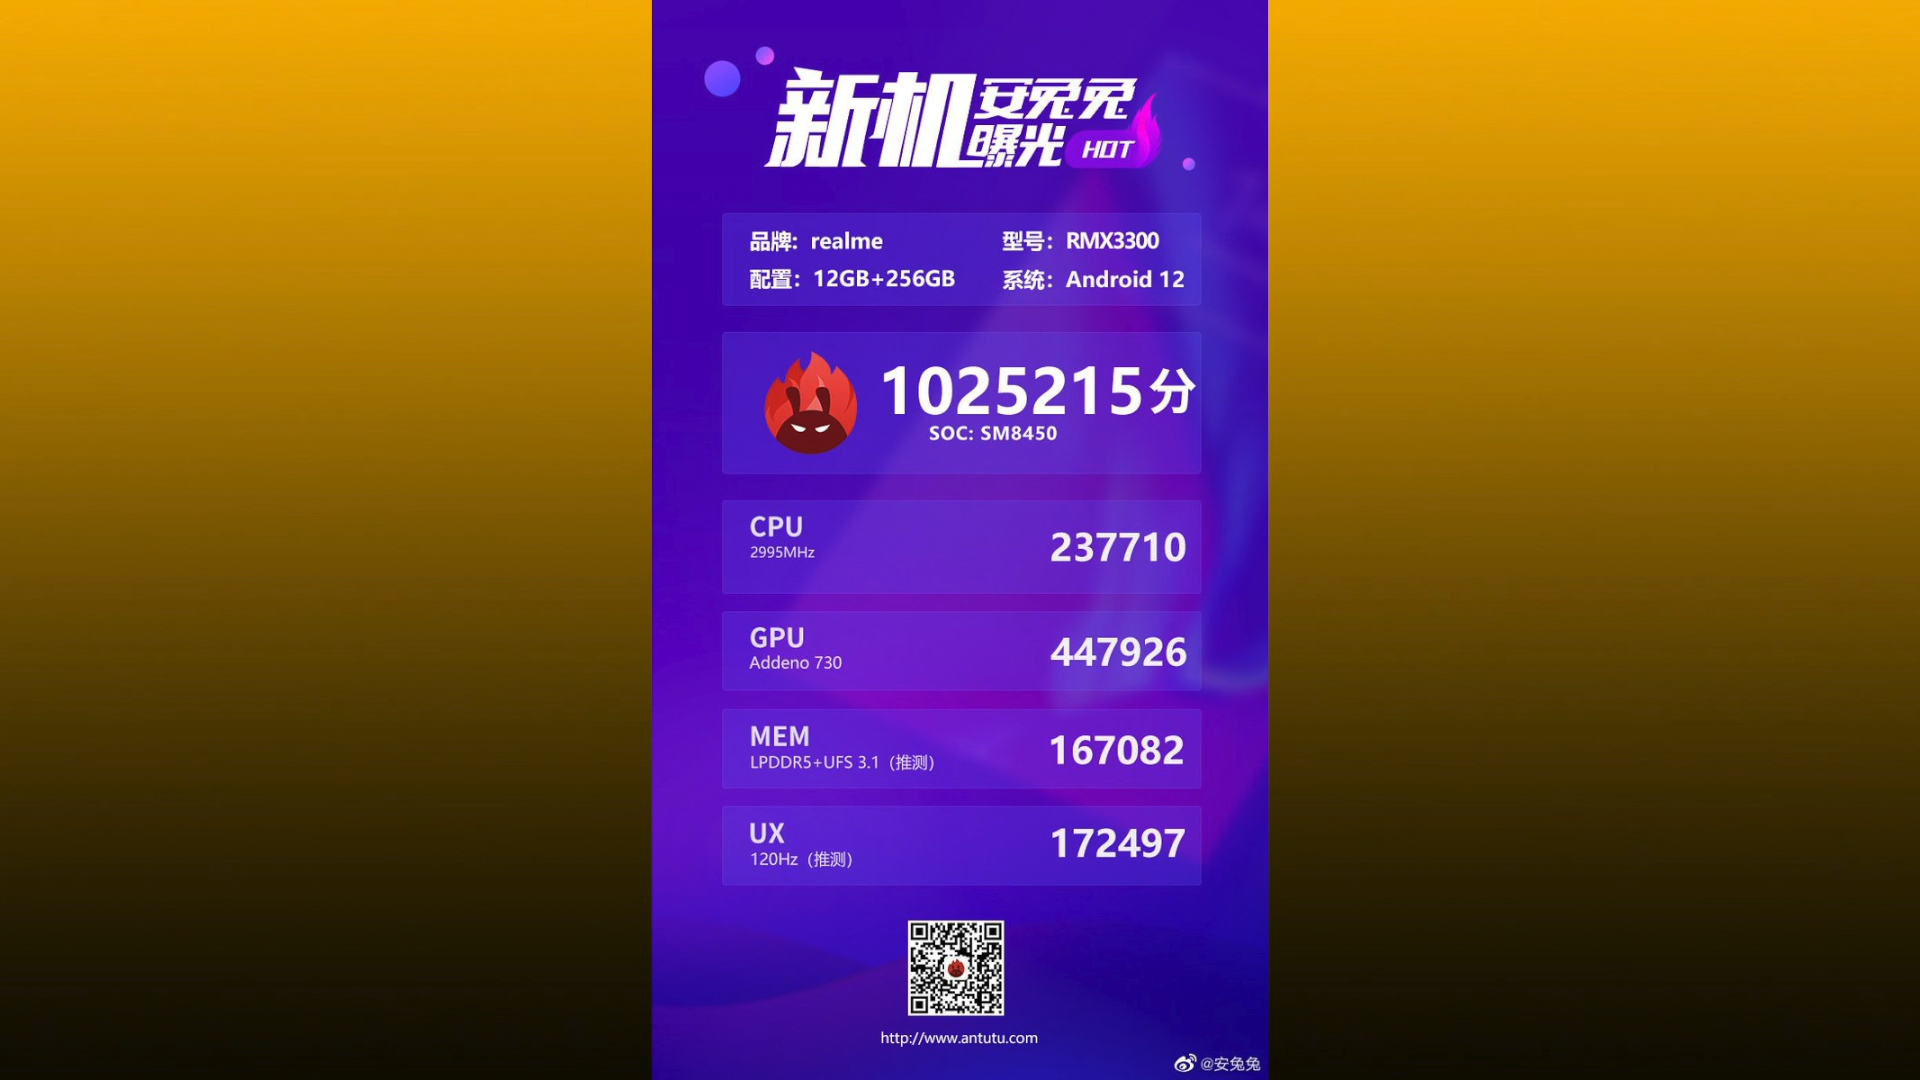 新机安兔兔
曝光 HOT
品牌: realme
型号: RMX3300
配置: 12GB+256GB
系统: Android 12
1025215分
SOC: SM8450
CPU
2995MHz
237710
GPU
Addeno 730
447926
MEM
LPDDR5+UFS 3.1（推测）
167082
UX
120Hz（推测）
172497
http://www.antutu.com
@安兔兔